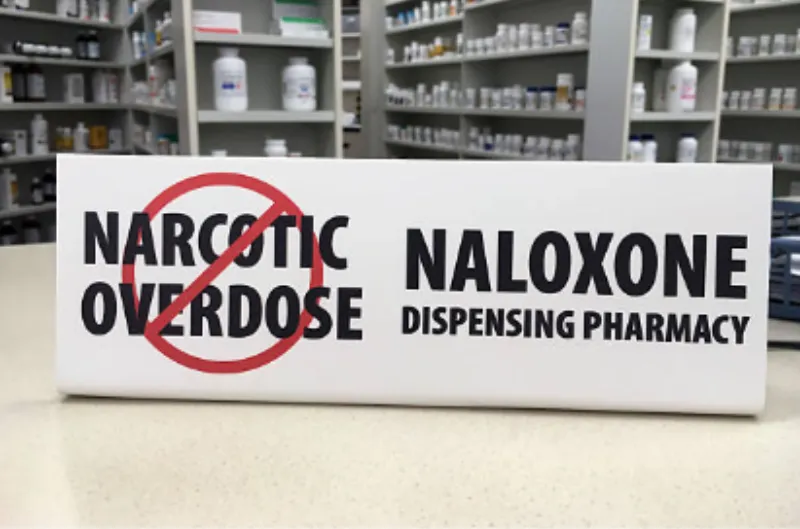 NARCOTIC
OVERDOSE
NALOXONE
DISPENSING PHARMACY